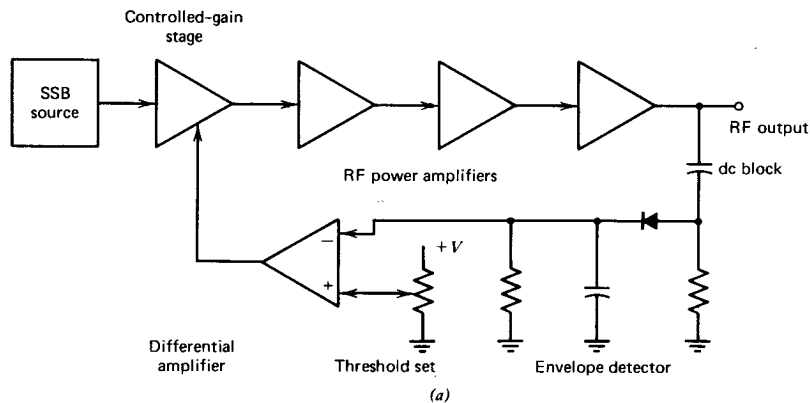 Controlled-gain
stage
SSB
source
RF output
dc block
RF power amplifiers
−
+V
+
Differential
amplifier
Threshold set
Envelope detector
(a)